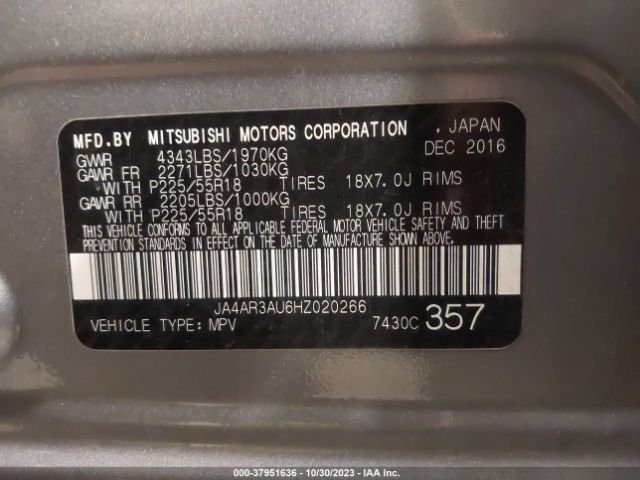 MFD.BY MITSUBISHI MOTORS CORPORATION , JAPAN
GVWR 4343LBS/1970KG DEC 2016
GAWR FR 2271LBS/1030KG
WITH P225/55R18 TIRES 18X7.0J RIMS
GAWR RR 2205LBS/1000KG
WITH P225/55R18 TIRES 18X7.0J RIMS
THIS VEHICLE CONFORMS TO ALL APPLICABLE FEDERAL MOTOR VEHICLE SAFETY AND THEFT
PREVENTION STANDARDS IN EFFECT ON THE DATE OF MANUFACTURE SHOWN ABOVE.
JA4AR3AU6HZ020266
VEHICLE TYPE: MPV 7430C 357
000-37951636 - 10/30/2023 - IAA Inc.